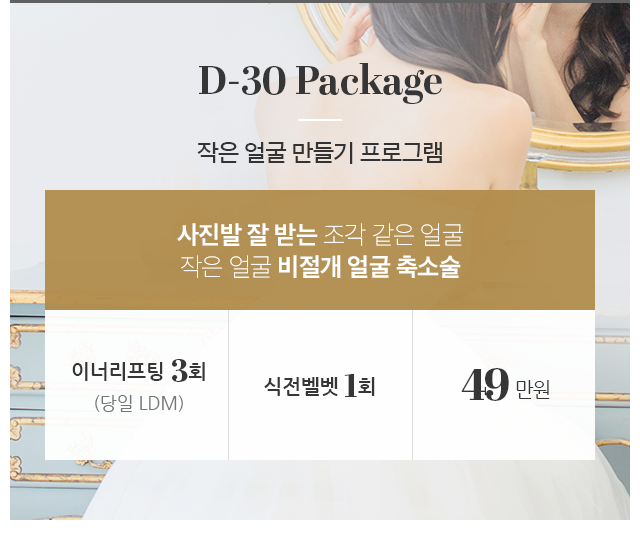 D-30 Package
작은 얼굴 만들기 프로그램
사진발 잘 받는 조각 같은 얼굴
작은 얼굴 비절개 얼굴 축소술
이너리프팅 3회
(당일 LDM)
식전벨벳 1회
49 만원